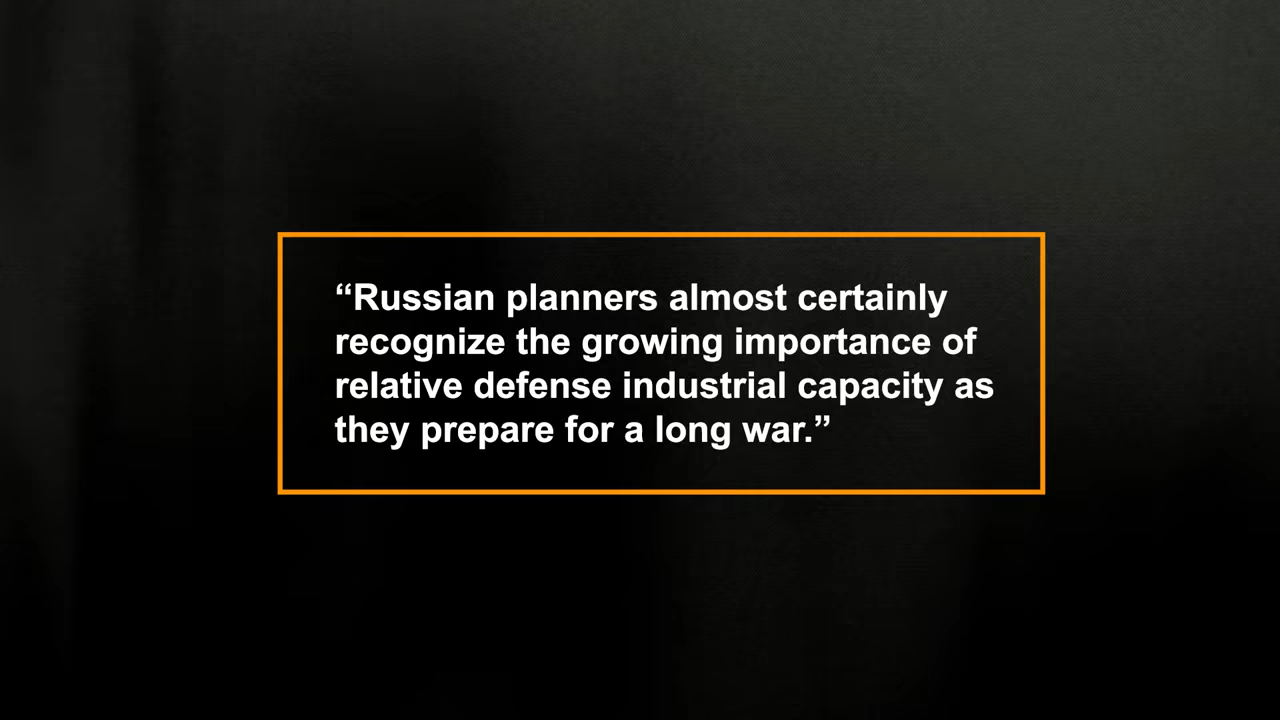 “Russian planners almost certainly
recognize the growing importance of
relative defense industrial capacity as
they prepare for a long war.”